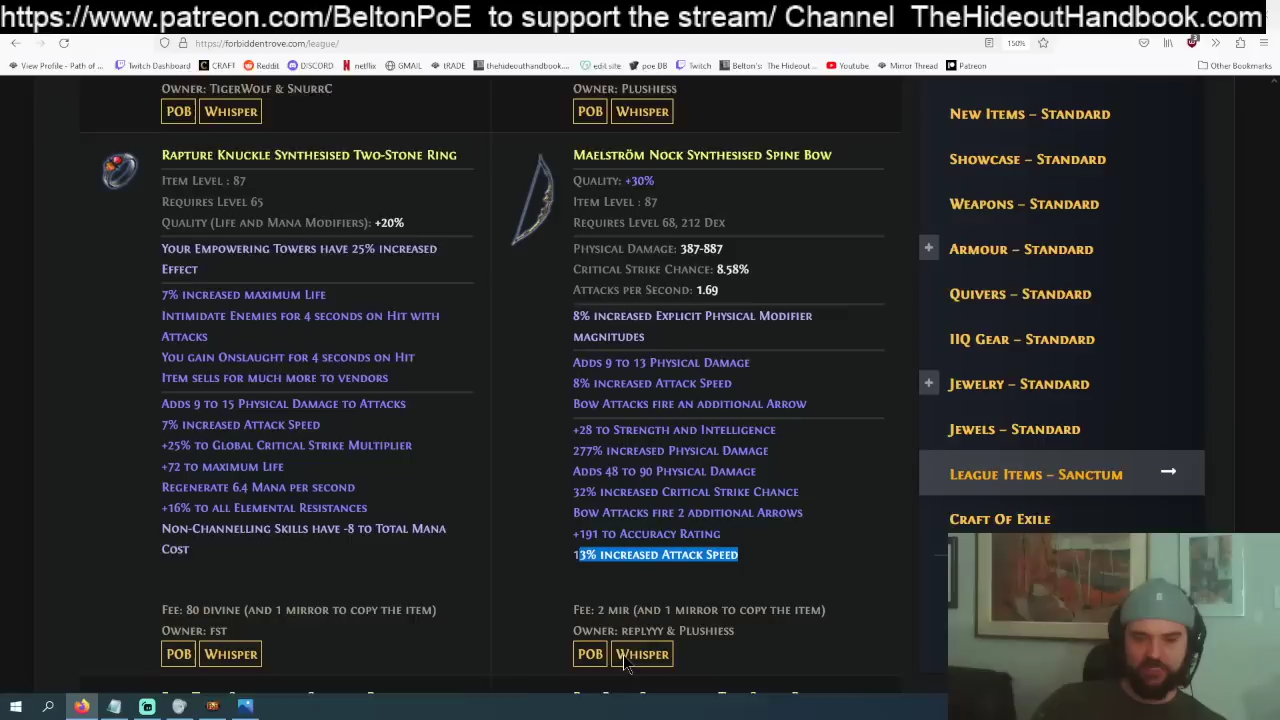 https://www.patreon.com/BeltonPoE to support the stream/ Channel TheHideoutHandbook.com
https://forbiddentrove.com/league/
150%
View Profile - Path of ...
Twitch Dashboard
CRAFT
Reddit
DISCORD
netflix
GMAIL
tRADE
thehideouthandbook....
edit site
poe BB
Twitch
Belton's: The Hideout ...
Youtube.
Mirror Thread
Patreon
Other Bookmarks
Owner: TigerWolf & SnurrC
POB
Whisper
Rapture Knuckle Synthesised Two-Stone Ring
Item Level : 87
Requires Level 65
Quality (Life and Mana Modifiers): +20%
Your Empowering Towers have 25% increased
Effect
7% increased maximum Life
Intimidate Enemies for 4 seconds on Hit with
Attacks
You gain Onslaught for 4 seconds on Hit
Item sells for much more to vendors
Adds 9 to 15 Physical Damage to Attacks
7% increased Attack Speed
+25% to Global Critical Strike Multiplier
+72 to maximum Life
Regenerate 6.4 Mana per second
+16% to all Elemental Resistances
Non-Channelling Skills have -8 to Total Mana
Cost
Fee: 80 divine (and 1 mirror to copy the item)
Owner: fst
POB
Whisper
Owner: Plushiess
POB
Whisper
Maelström Nock Synthesised Spine Bow
Quality: +30%
Item Level : 87
Requires Level 68, 212 Dex
Physical Damage: 387-887
Critical Strike Chance: 8.58%
Attacks per Second: 1.69
8% increased Explicit Physical Modifier
magnitudes
Adds 9 to 13 Physical Damage
8% increased Attack Speed
Bow Attacks fire an additional Arrow
+28 to Strength and Intelligence
277% increased Physical Damage
Adds 48 to 90 Physical Damage
32% increased Critical Strike Chance
Bow Attacks fire 2 additional Arrows
+191 to Accuracy Rating
13% increased Attack Speed
Fee: 2 mir (and 1 mirror to copy the item)
Owner: replyyy & Plushiess
POB
Whisper
New Items – Standard
Showcase – Standard
Weapons – Standard
Armour – Standard
Quivers – Standard
IIQ Gear – Standard
Jewelry – Standard
Jewels – Standard
League Items – Sanctum
Craft Of Exile